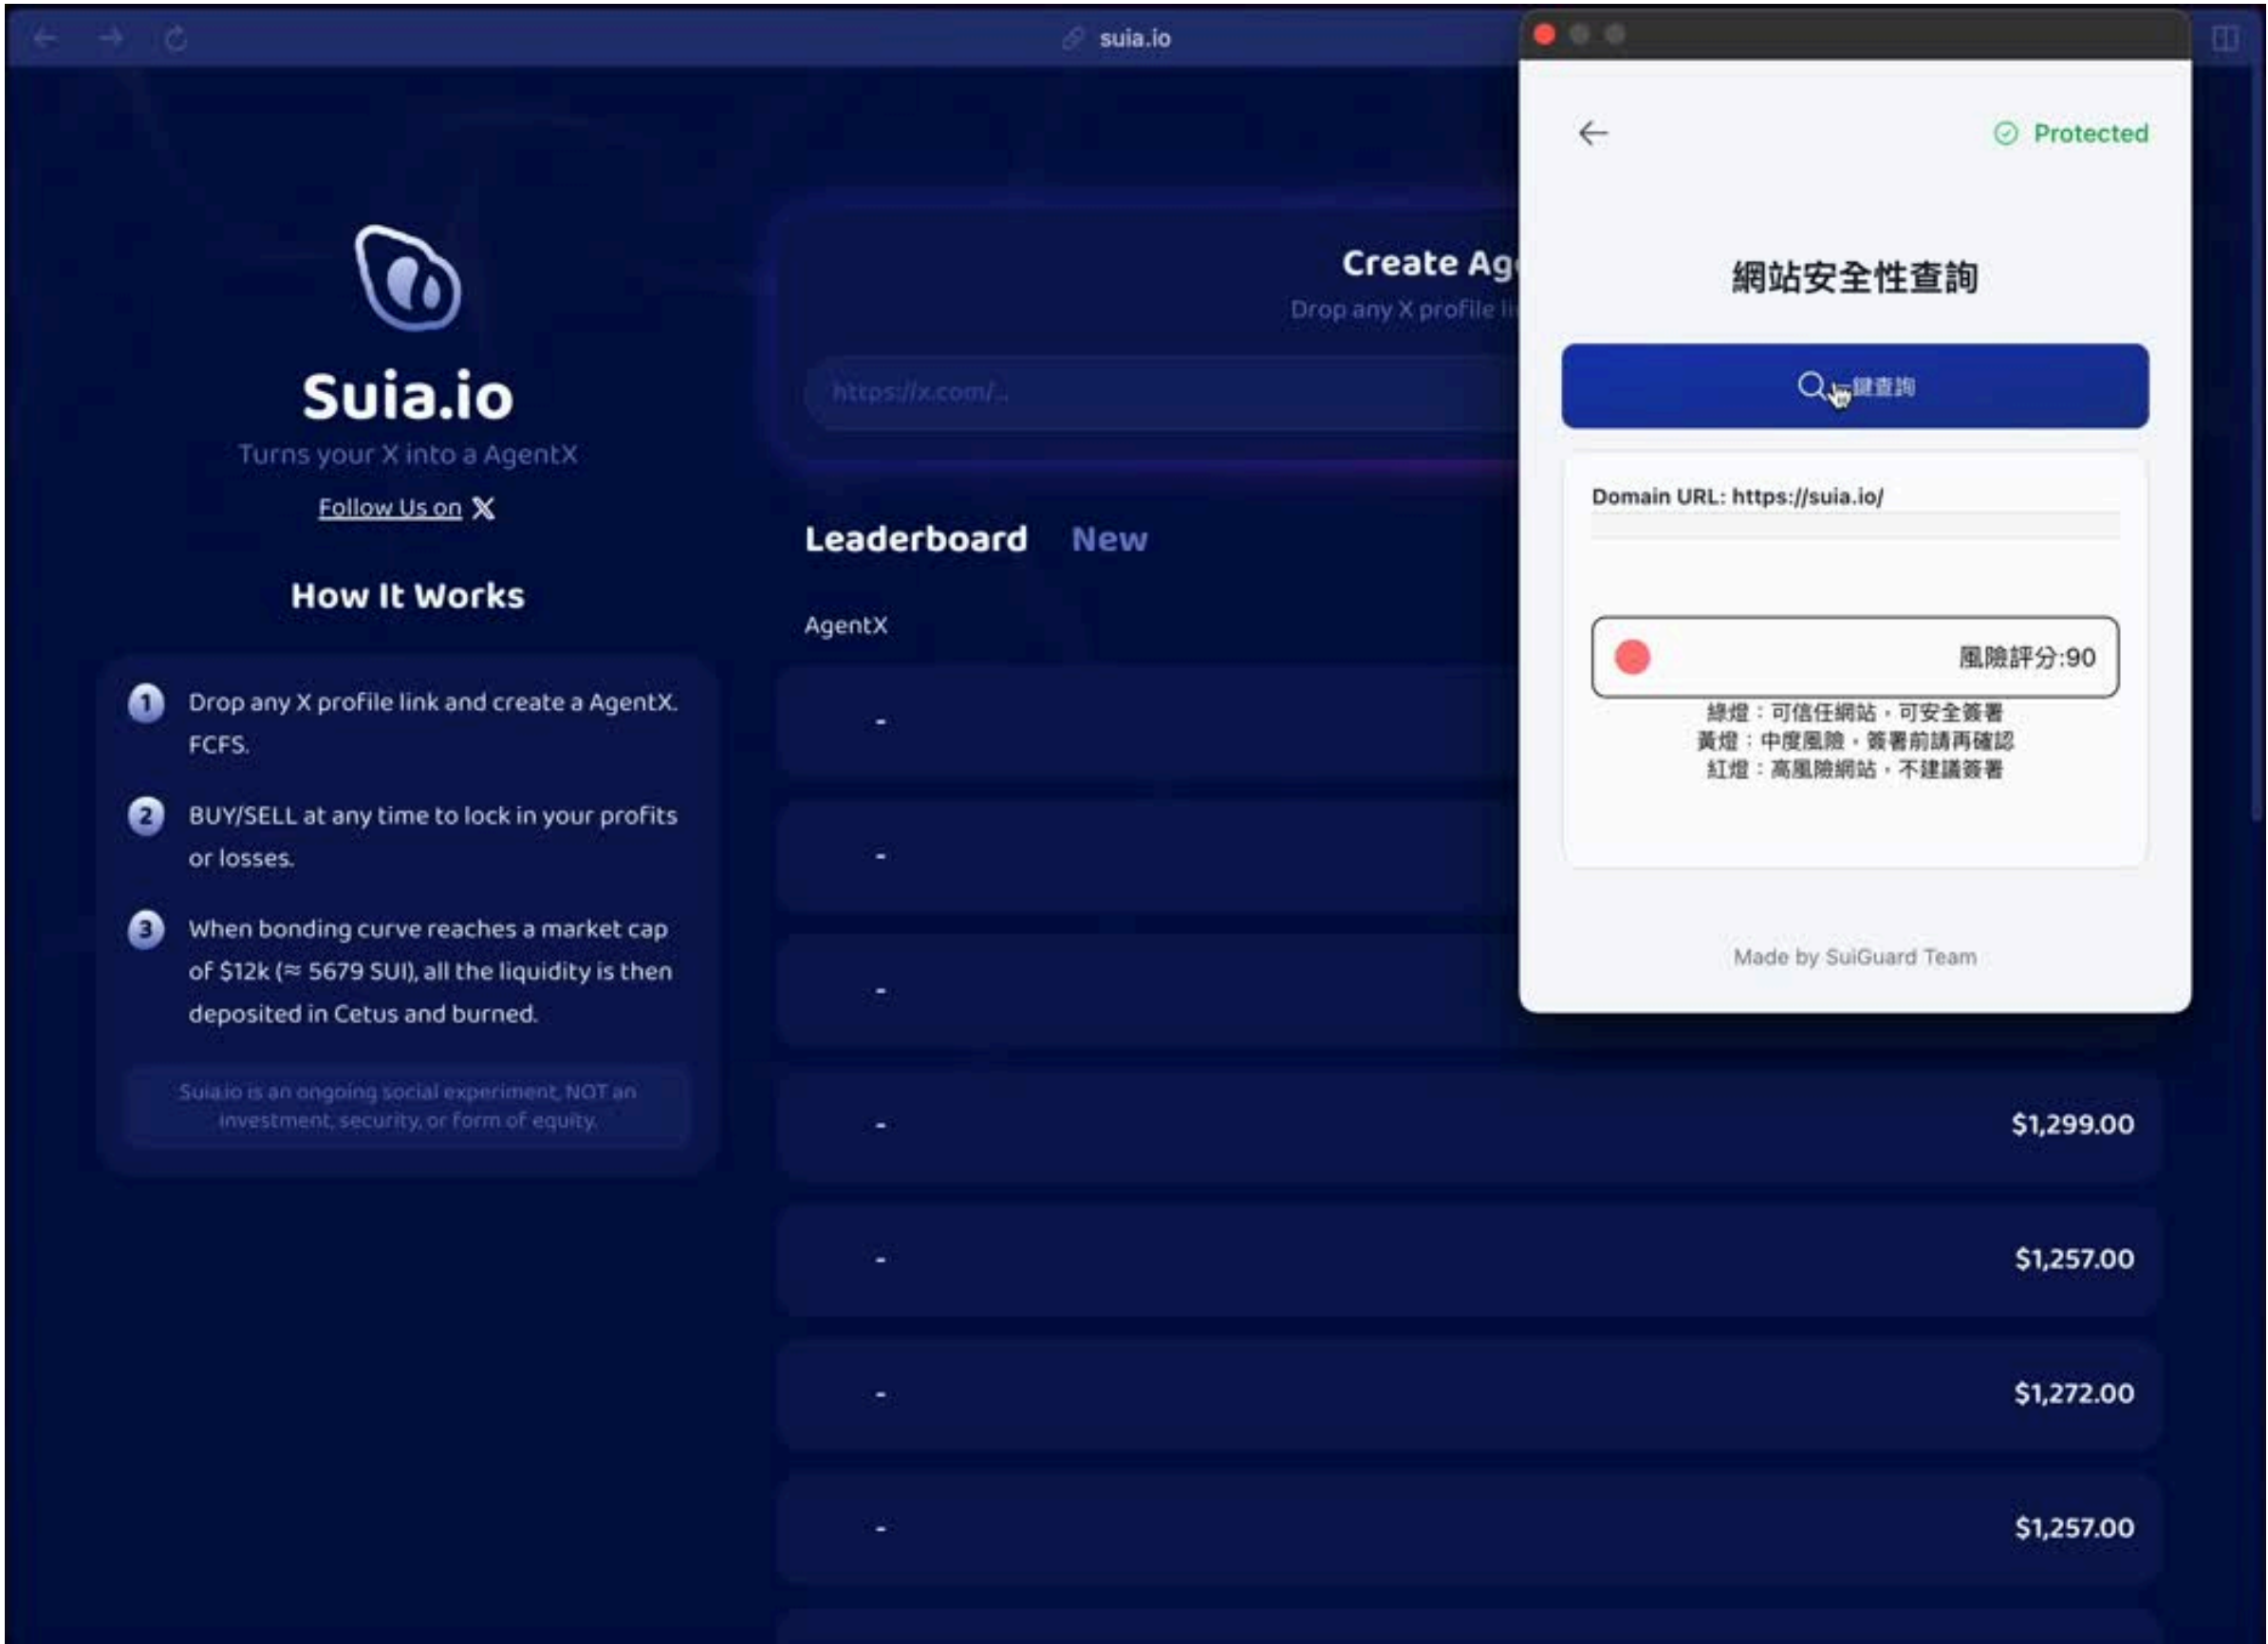 suia.io
Suia.io
Turns your X into a AgentX
Follow Us on X
How It Works
1 Drop any X profile link and create a AgentX.
FCFS.
2 BUY/SELL at any time to lock in your profits
or losses.
3 When bonding curve reaches a market cap
of $12k (≈ 5679 SUI), all the liquidity is then
deposited in Cetus and burned.
Suia.io is an ongoing social experiment, NOT an
investment, security, or form of equity.
Create Ag
Drop any X profile li
https://x.com/...
Leaderboard New
AgentX
-
-
-
- $1,299.00
- $1,257.00
- $1,272.00
- $1,257.00
Protected
網站安全性查詢
鍵查詢
Domain URL: https://suia.io/
風險評分:90
綠燈：可信任網站，可安全簽署
黃燈：中度風險，簽署前請再確認
紅燈：高風險網站，不建議簽署
Made by SuiGuard Team